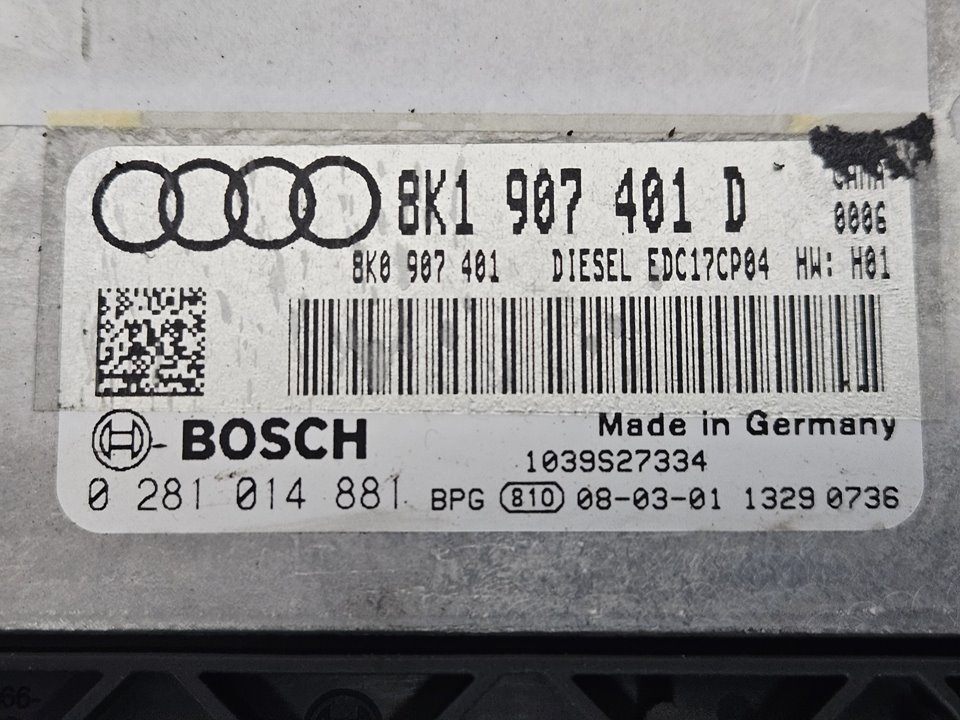 8K1 907 401 D
0006
8K0 907 401 DIESEL EDC17CP04 HW: H01
BOSCH
Made in Germany
1039S27334
0 281 014 881 BPG 810 08-03-01 1329 0736